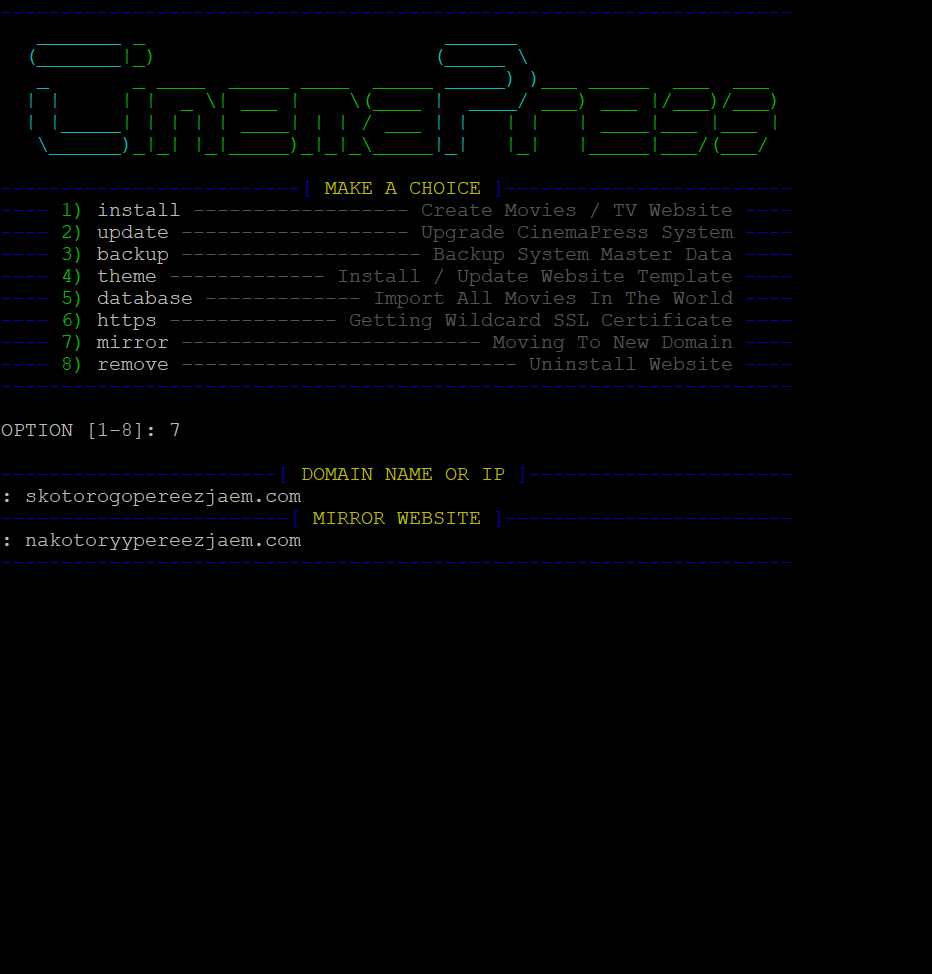 CinemaPress
[ MAKE A CHOICE ]
1) install ------------------ Create Movies / TV Website
2) update ------------------- Upgrade CinemaPress System
3) backup -------------------- Backup System Master Data
4) theme ------------- Install / Update Website Template
5) database ------------- Import All Movies In The World
6) https -------------- Getting Wildcard SSL Certificate
7) mirror ------------------------- Moving To New Domain
8) remove ---------------------------- Uninstall Website
OPTION [1-8]: 7
[ DOMAIN NAME OR IP ]
: skotorogopereezjaem.com
[ MIRROR WEBSITE ]
: nakotoryypereezjaem.com